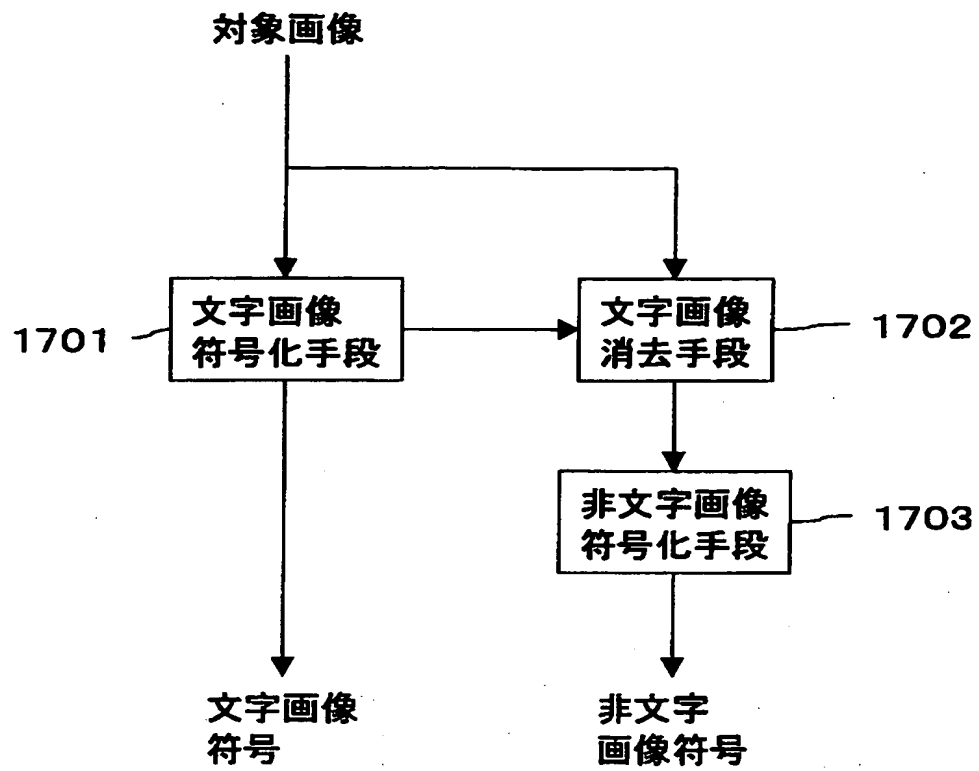 対象画像
文字画像
符号化手段
1701
文字画像
消去手段
1702
非文字画像
符号化手段
1703
文字画像
符号
非文字
画像符号